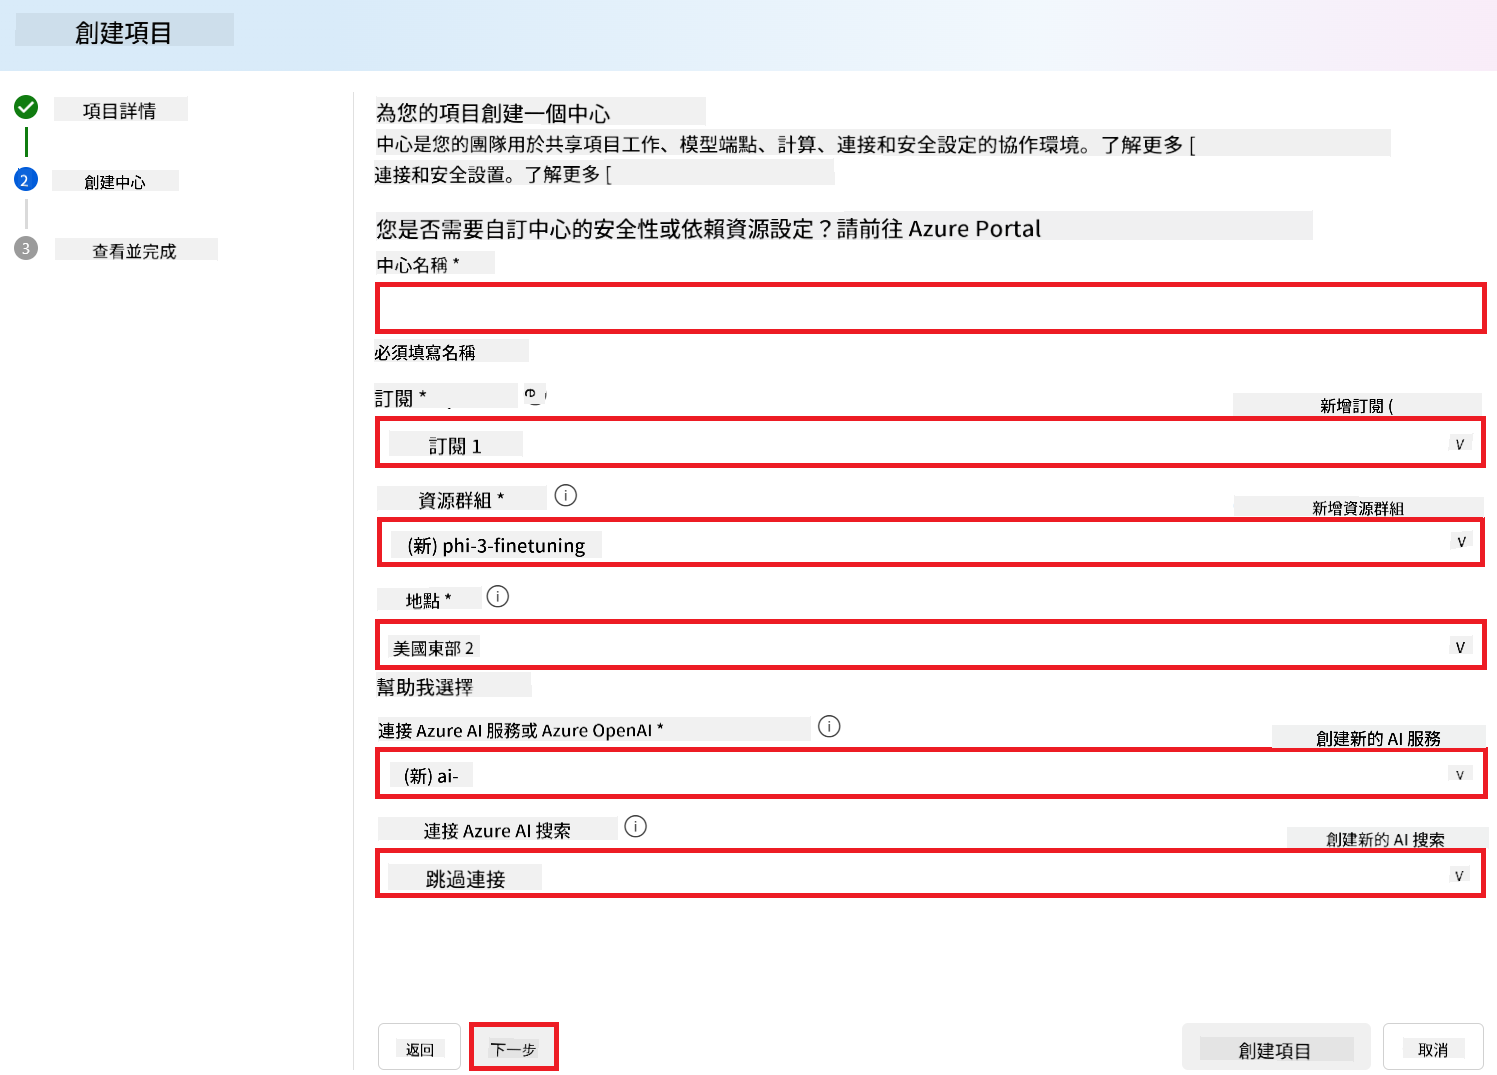 創建項目
項目詳情
2
創建中心
3
查看並完成
為您的項目創建一個中心
中心是您的團隊用於共享項目工作、模型端點、計算、連接和安全設定的協作環境。了解更多 [
連接和安全設置。了解更多 [
您是否需要自訂中心的安全性或依賴資源設定？請前往 Azure Portal
中心名稱 *
必須填寫名稱
訂閱 *
新增訂閱 (
訂閱 1
資源群組 *
新增資源群組
(新) phi-3-finetuning
地點 *
美國東部 2
幫助我選擇
連接 Azure AI 服務或 Azure OpenAI *
創建新的 AI 服務
(新) ai-
連接 Azure AI 搜索
創建新的 AI 搜索
跳過連接
返回
下一步
創建項目
取消